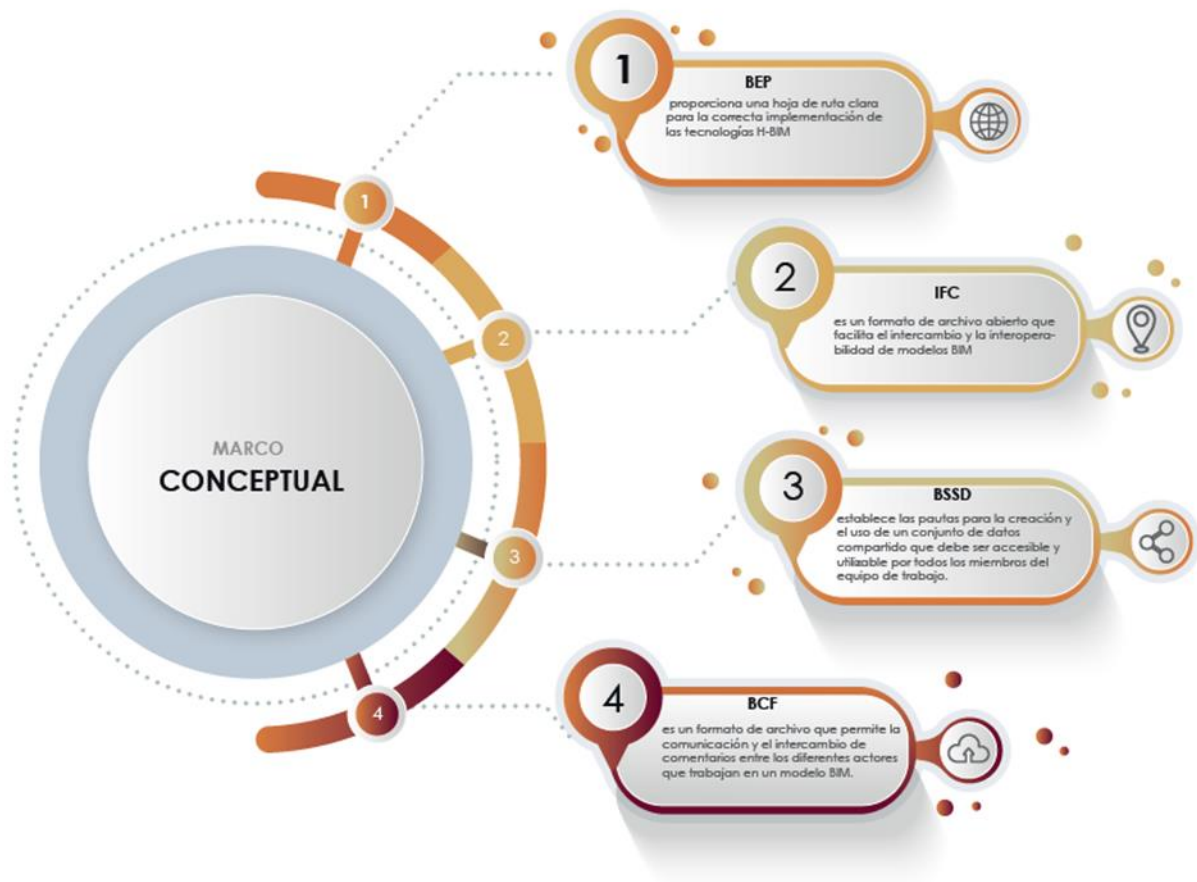 MARCO
CONCEPTUAL
1
2
3
4
1
BEP
proporciona una hoja de ruta clara
para la correcta implementación de
las tecnologías H-BIM
2
IFC
es un formato de archivo abierto que
facilita el intercambio y la interopera-
bilidad de modelos BIM
3
BSSD
establece las pautas para la creación y
el uso de un conjunto de datos
compartido que debe ser accesible y
utilizable por todos los miembros del
equipo de trabajo.
4
BCF
es un formato de archivo que permite la
comunicación y el intercambio de
comentarios entre los diferentes actores
que trabajan en un modelo BIM.